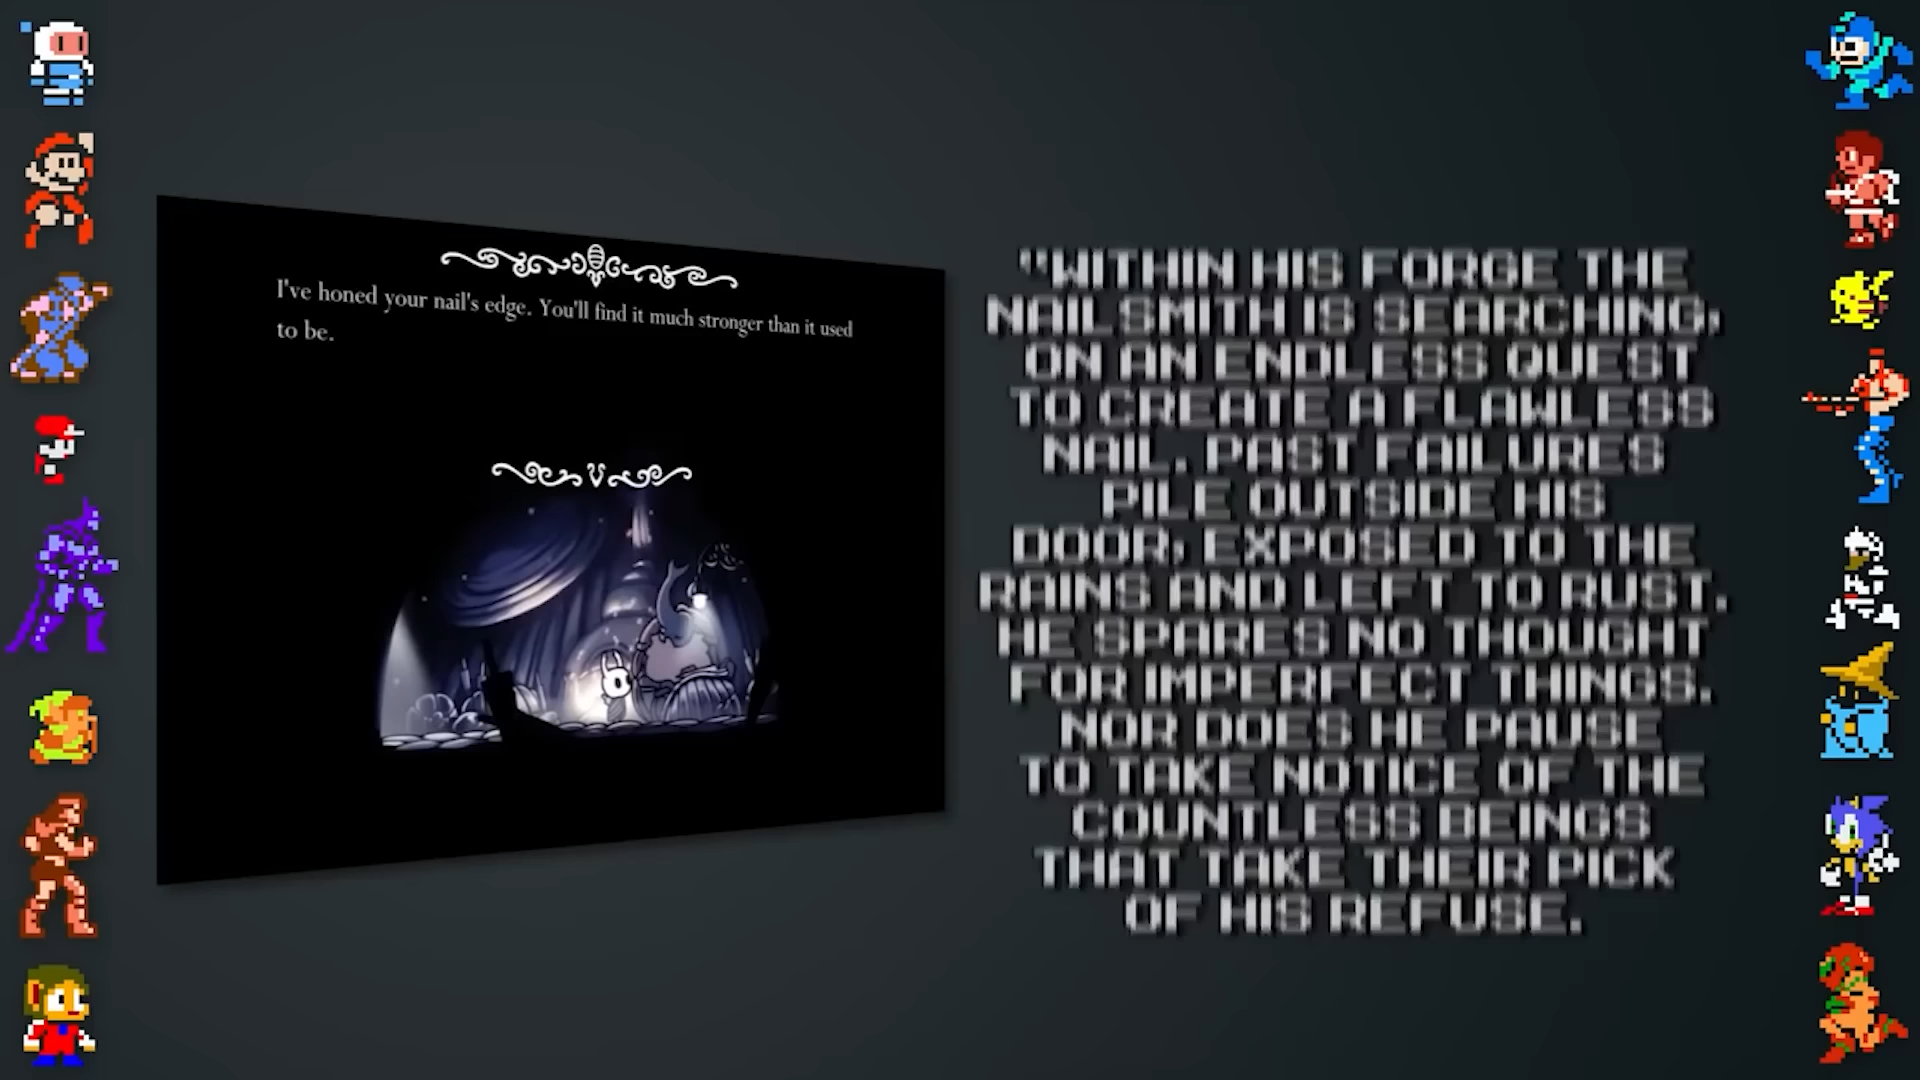 I've honed your nail's edge. You'll find it much stronger than it used
to be.
"WITHIN HIS FORGE THE
NAILSMITH IS SEARCHING,
ON AN ENDLESS QUEST
TO CREATE A FLAWLESS
NAIL. PAST FAILURES
PILE OUTSIDE HIS
DOOR, EXPOSED TO THE
RAINS AND LEFT TO RUST.
HE SPARES NO THOUGHT
FOR IMPERFECT THINGS.
NOR DOES HE PAUSE
TO TAKE NOTICE OF THE
COUNTLESS BEINGS
THAT TAKE THEIR PICK
OF HIS REFUSE.